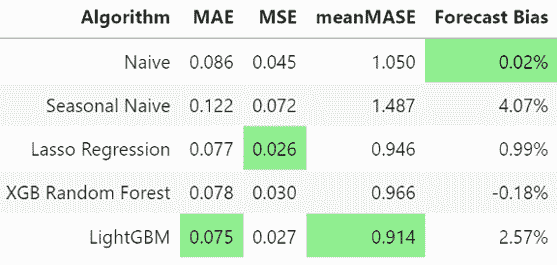 Algorithm MAE MSE meanMASE Forecast Bias
Naive 0.086 0.045 1.050 0.02%
Seasonal Naive 0.122 0.072 1.487 4.07%
Lasso Regression 0.077 0.026 0.946 0.99%
XGB Random Forest 0.078 0.030 0.966 -0.18%
LightGBM 0.075 0.027 0.914 2.57%